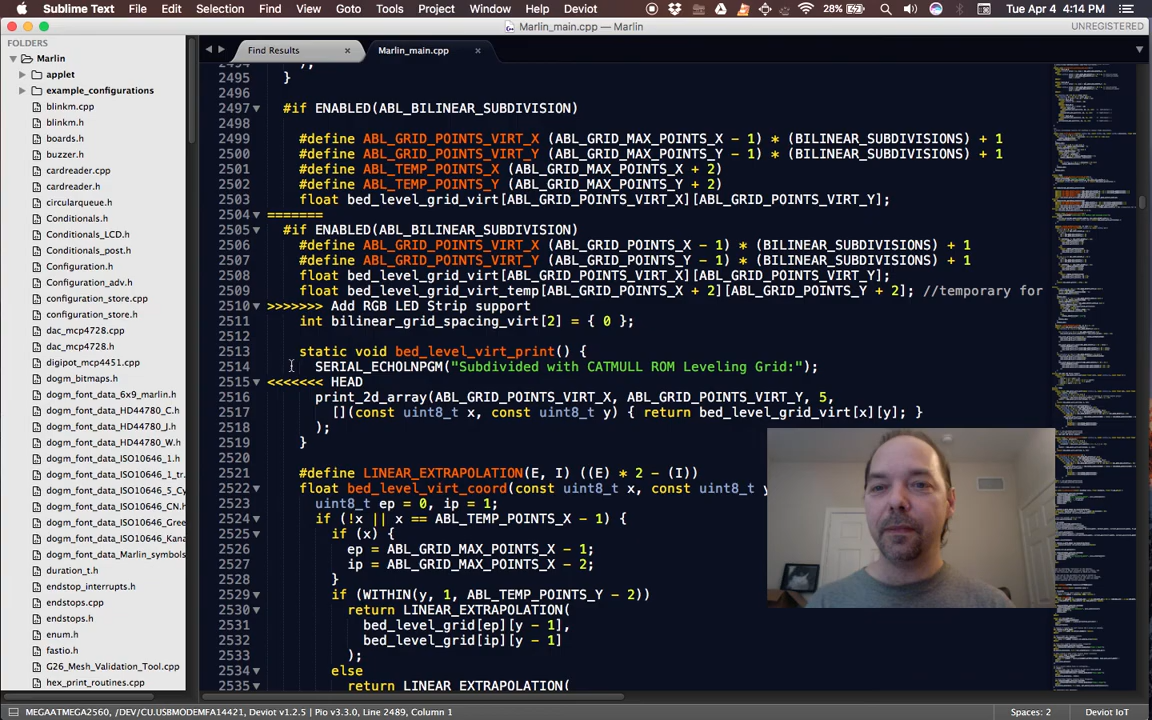 Sublime Text File Edit Selection Find View Goto Tools Project Window Help 28% Tue Apr 4 4:14 PM
Marlin_main.cpp — Marlin UNREGISTERED
FOLDERS
Marlin
applet
example_configurations
blinkm.cpp
blinkm.h
boards.h
buzzer.h
cardreader.cpp
cardreader.h
circularqueue.h
Conditionals.h
Conditionals_LCD.h
Conditionals_post.h
Configuration.h
Configuration_adv.h
configuration_store.cpp
configuration_store.h
dac_mcp4728.cpp
dac_mcp4728.h
digipot_mcp4451.cpp
dogm_bitmaps.h
dogm_font_data_6x9_marlin.h
dogm_font_data_HD44780_C.h
dogm_font_data_HD44780_J.h
dogm_font_data_HD44780_W.h
dogm_font_data_ISO10646_1.h
dogm_font_data_ISO10646_1_tr
dogm_font_data_ISO10646_5_Cy
dogm_font_data_ISO10646_CN.h
dogm_font_data_ISO10646_Gree
dogm_font_data_ISO10646_Kana
dogm_font_data_Marlin_symbols
duration_t.h
endstop_interrupts.h
endstops.cpp
endstops.h
enum.h
fastio.h
G26_Mesh_Validation_Tool.cpp
hex_print_routines.cpp
Find Results Marlin_main.cpp
2494 );
2495 }
2496
2497 #if ENABLED(ABL_BILINEAR_SUBDIVISION)
2498
2499 #define ABL_GRID_POINTS_VIRT_X (ABL_GRID_MAX_POINTS_X - 1) * (BILINEAR_SUBDIVISIONS) + 1
2500 #define ABL_GRID_POINTS_VIRT_Y (ABL_GRID_MAX_POINTS_Y - 1) * (BILINEAR_SUBDIVISIONS) + 1
2501 #define ABL_TEMP_POINTS_X (ABL_GRID_MAX_POINTS_X + 2)
2502 #define ABL_TEMP_POINTS_Y (ABL_GRID_MAX_POINTS_Y + 2)
2503 float bed_level_grid_virt[ABL_GRID_POINTS_VIRT_X][ABL_GRID_POINTS_VIRT_Y];
2504 =======
2505 #if ENABLED(ABL_BILINEAR_SUBDIVISION)
2506 #define ABL_GRID_POINTS_VIRT_X (ABL_GRID_POINTS_X - 1) * (BILINEAR_SUBDIVISIONS) + 1
2507 #define ABL_GRID_POINTS_VIRT_Y (ABL_GRID_POINTS_Y - 1) * (BILINEAR_SUBDIVISIONS) + 1
2508 float bed_level_grid_virt[ABL_GRID_POINTS_VIRT_X][ABL_GRID_POINTS_VIRT_Y];
2509 float bed_level_grid_virt_temp[ABL_GRID_POINTS_X + 2][ABL_GRID_POINTS_Y + 2]; //temporary for
2510 >>>>>>> Add RGB LED Strip support
2511 int bilinear_grid_spacing_virt[2] = { 0 };
2512
2513 static void bed_level_virt_print() {
2514 SERIAL_ECHOLNPGM("Subdivided with CATMULL ROM Leveling Grid:");
2515 <<<<<<< HEAD
2516 print_2d_array(ABL_GRID_POINTS_VIRT_X, ABL_GRID_POINTS_VIRT_Y, 5,
2517 [](const uint8_t x, const uint8_t y) { return bed_level_grid_virt[x][y]; }
2518 );
2519 }
2520
2521 #define LINEAR_EXTRAPOLATION(E, I) ((E) * 2 - (I))
2522 float bed_level_virt_coord(const uint8_t x, const uint8_t y
2523 uint8_t ep = 0, ip = 1;
2524 if (!x || x == ABL_TEMP_POINTS_X - 1) {
2525 if (x) {
2526 ep = ABL_GRID_MAX_POINTS_X - 1;
2527 ip = ABL_GRID_MAX_POINTS_X - 2;
2528 }
2529 if (WITHIN(y, 1, ABL_TEMP_POINTS_Y - 2))
2530 return LINEAR_EXTRAPOLATION(
2531 bed_level_grid[ep][y - 1],
2532 bed_level_grid[ip][y - 1]
2533 );
2534 else
2535 return LINEAR_EXTRAPOLATION(
MEGAATMEGA2560, /DEV/CU.USBMODEMFA14421, Deviot v1.2.5 | Pio v3.3.0, Line 2489, Column 1 Spaces: 2 Deviot IoT